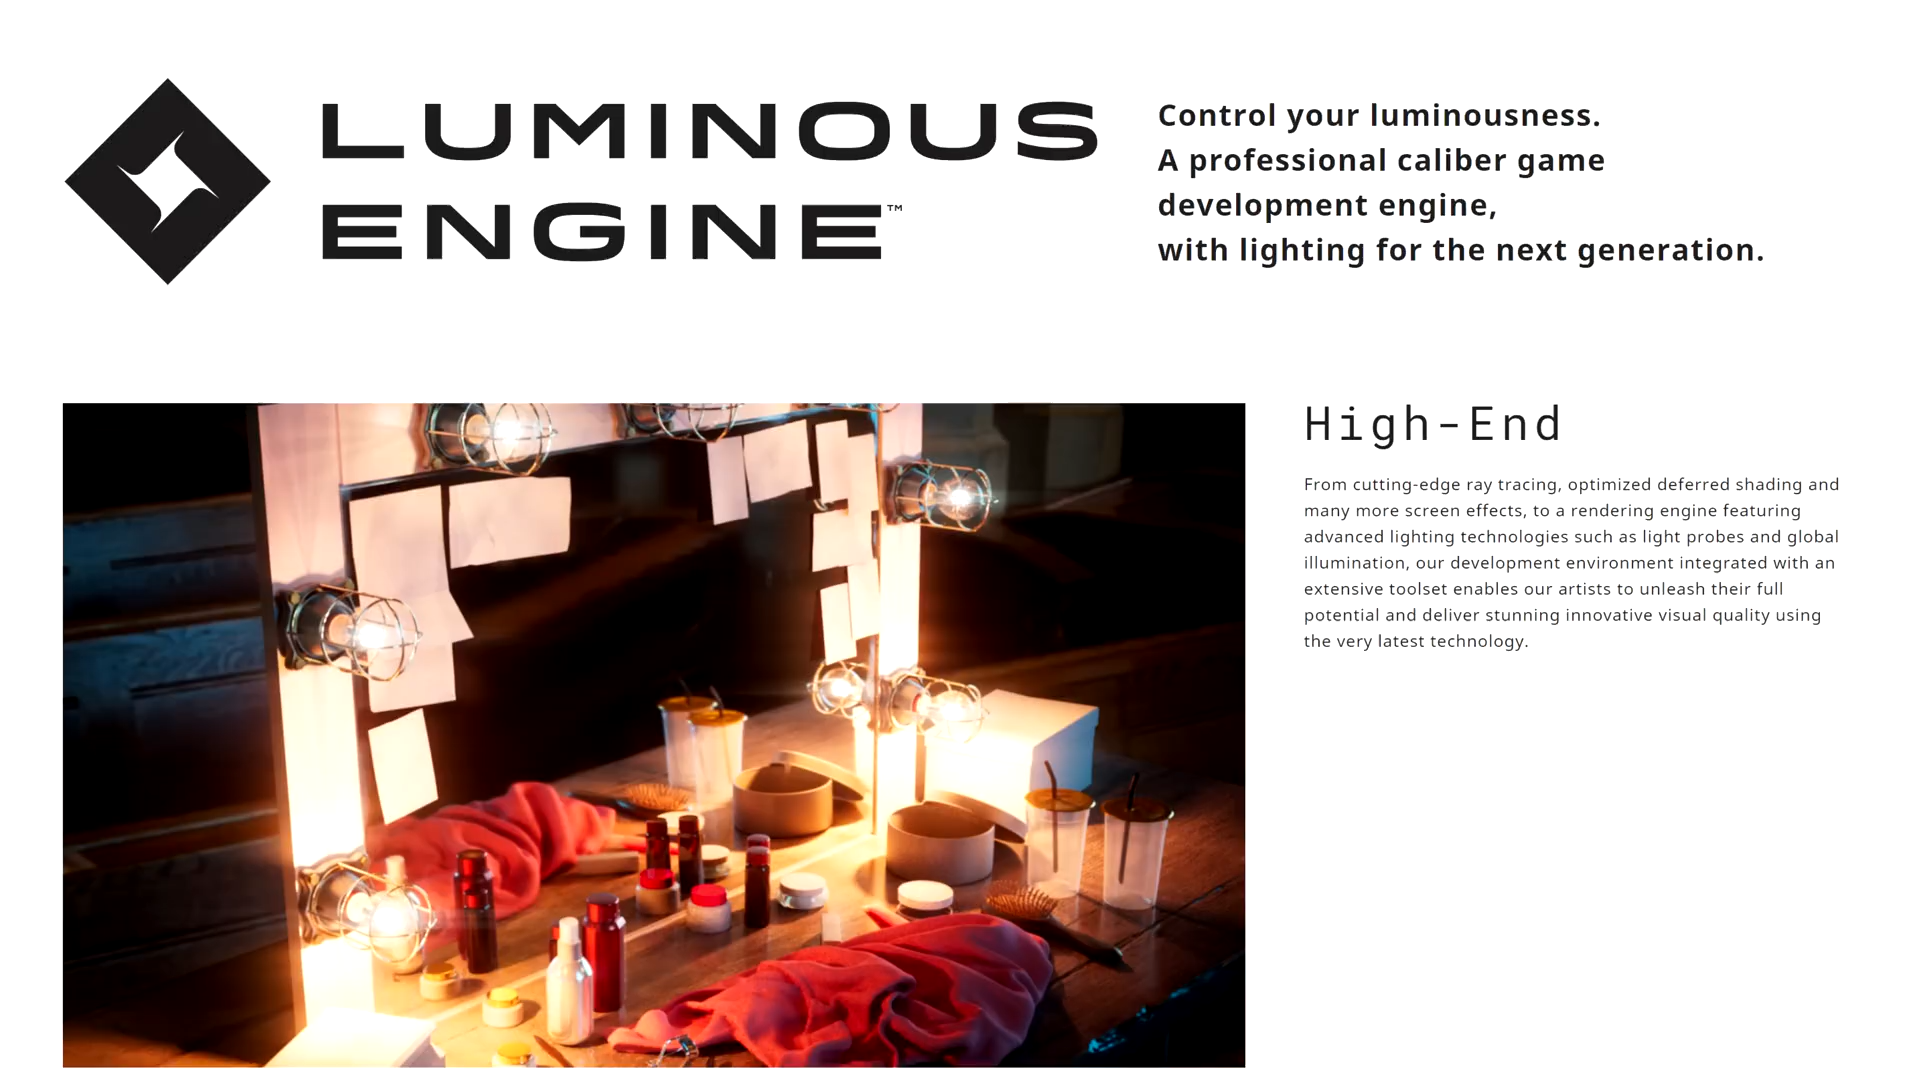 LUMINOUS
ENGINE™
Control your luminousness.
A professional caliber game
development engine,
with lighting for the next generation.
High-End
From cutting-edge ray tracing, optimized deferred shading and
many more screen effects, to a rendering engine featuring
advanced lighting technologies such as light probes and global
illumination, our development environment integrated with an
extensive toolset enables our artists to unleash their full
potential and deliver stunning innovative visual quality using
the very latest technology.